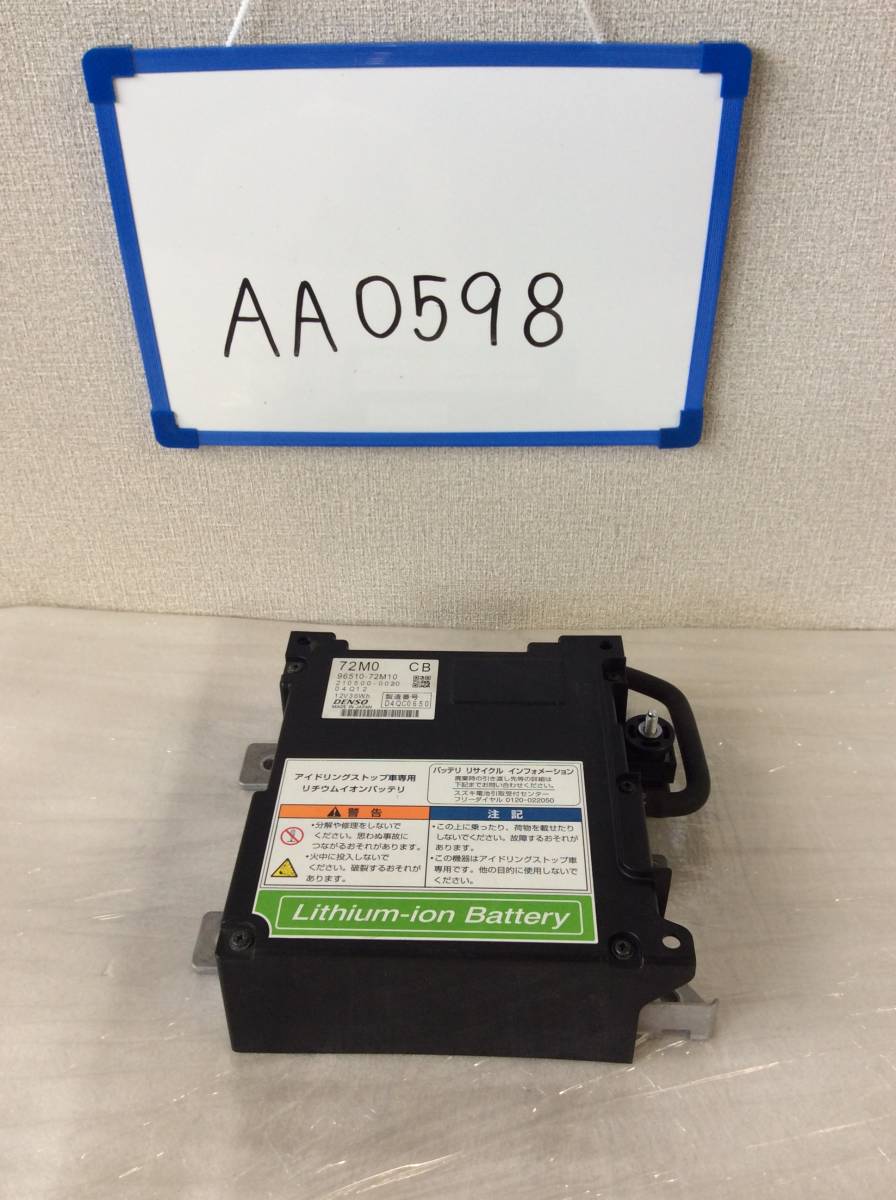 AA0598
72M0 CB
96510-72M10
210500-0020
04Q12
12V36Wh
DENSO
MADE IN JAPAN
製造番号
D4QC0650
アイドリングストップ車専用
リチウムイオンバッテリ
バッテリ リサイクル インフォメーション
廃棄時の引き渡し先等の詳細は
下記までお問い合わせください。
スズキ電池引取受付センター
フリーダイヤル 0120-022050
警告
・分解や修理をしないで
ください。思わぬ事故に
つながるおそれがあります。
・火中に投入しないで
ください。破裂するおそれが
あります。
注記
・この上に乗ったり、荷物を載せたり
しないでください。故障するおそれが
あります。
・この機器はアイドリングストップ車
専用です。他の目的に使用しないで
ください。
Lithium-ion Battery